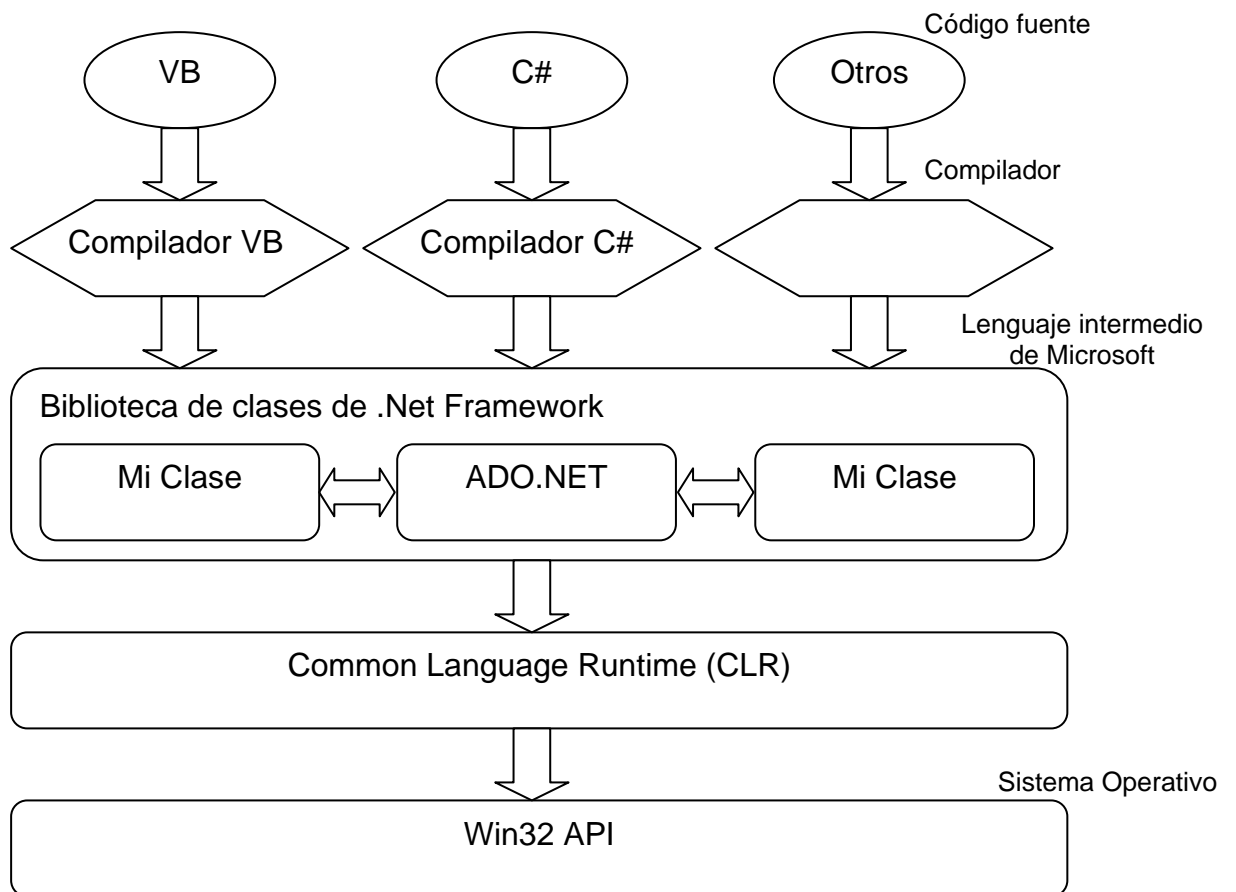 Código fuente
VB
C#
Otros
Compilador
Compilador VB
Compilador C#
Lenguaje intermedio
de Microsoft
Biblioteca de clases de .Net Framework
Mi Clase
ADO.NET
Mi Clase
Common Language Runtime (CLR)
Sistema Operativo
Win32 API